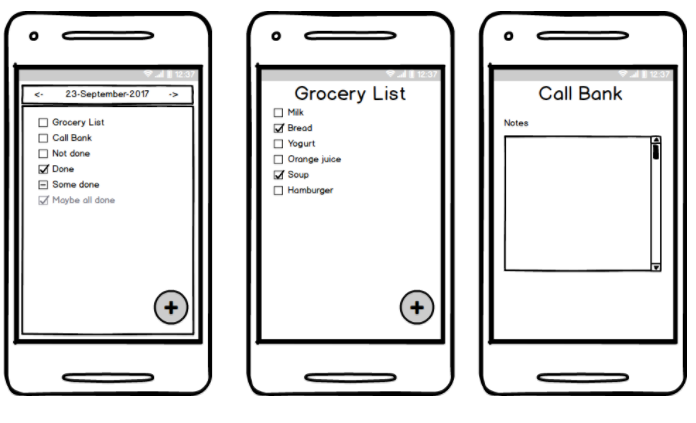 12:37
<- 23-September-2017 ->
Grocery List
Call Bank
Not done
Done
Some done
Maybe all done
+
12:37
Grocery List
Milk
Bread
Yogurt
Orange juice
Soup
Hamburger
+
12:37
Call Bank
Notes